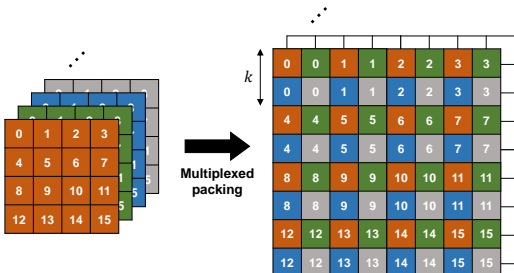 0 1 2 3
4 5 6 7
8 9 10 11
12 13 14 15
Multiplexed
packing
k
0 0 1 1 2 2 3 3
0 0 1 1 2 2 3 3
4 4 5 5 6 6 7 7
4 4 5 5 6 6 7 7
8 8 9 9 10 10 11 11
8 8 9 9 10 10 11 11
12 12 13 13 14 14 15 15
12 12 13 13 14 14 15 15